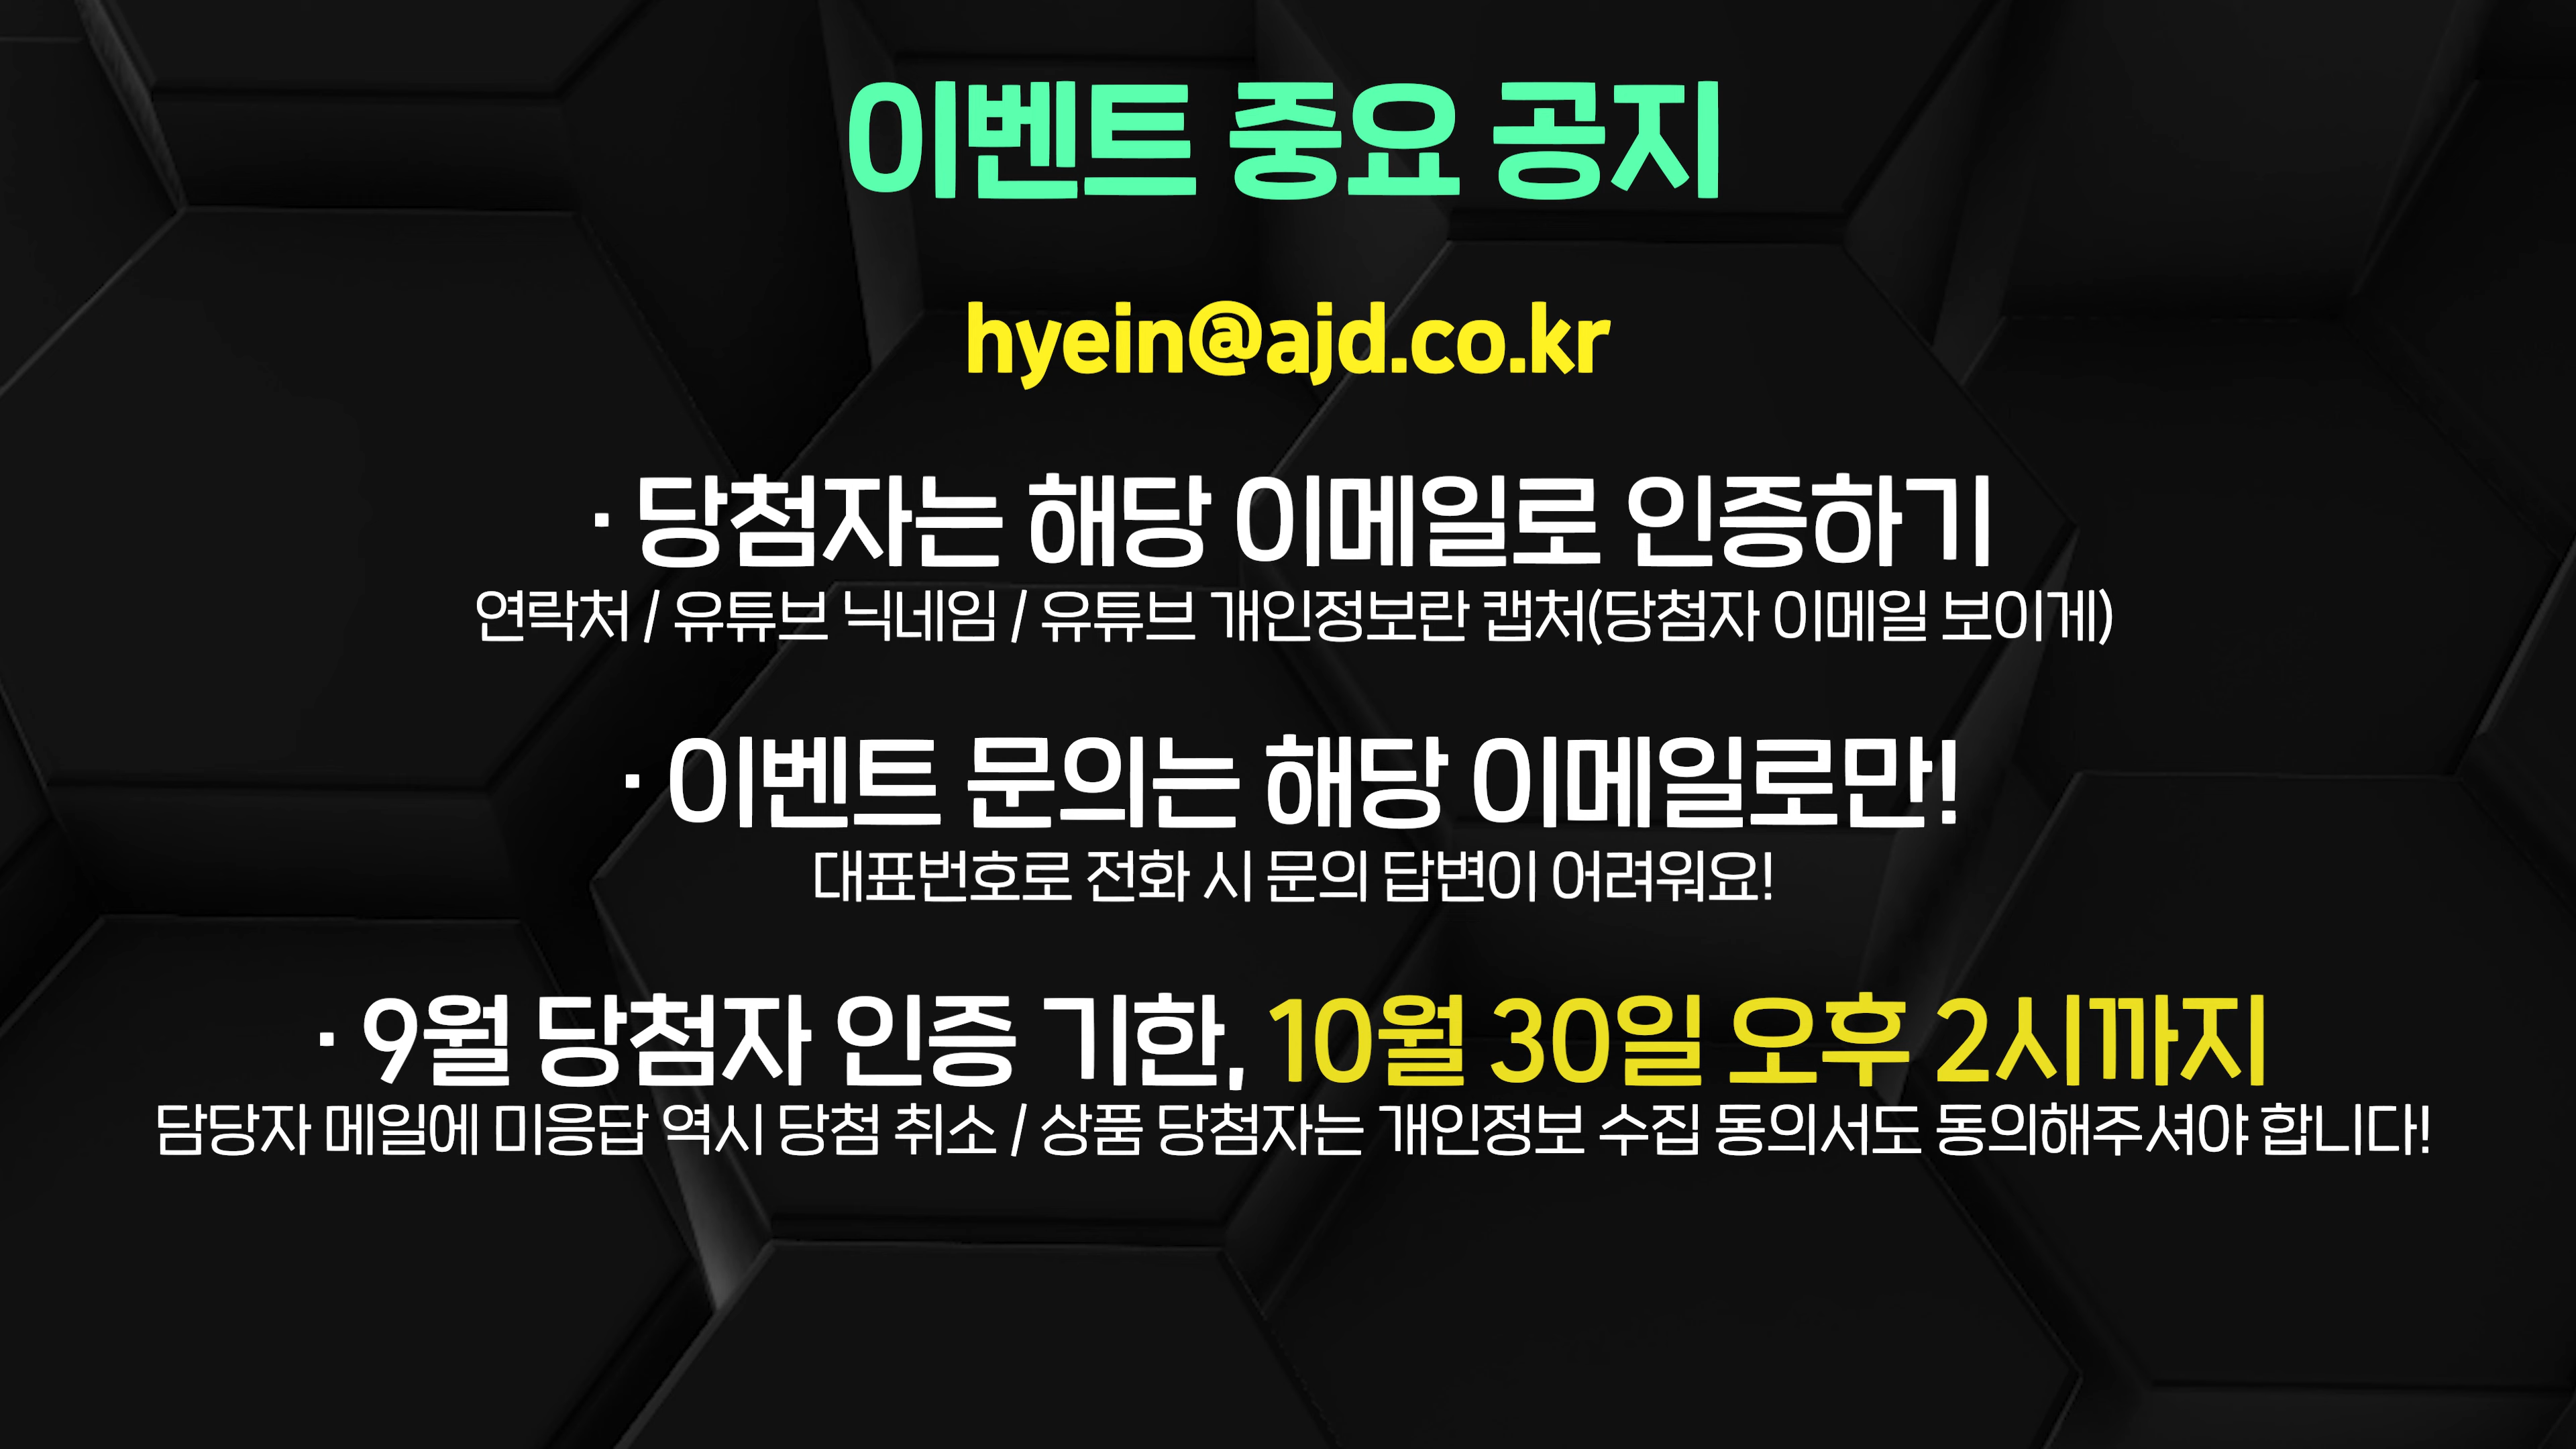 이벤트 중요 공지
hyein@ajd.co.kr
· 당첨자는 해당 이메일로 인증하기
연락처 / 유튜브 닉네임 / 유튜브 개인정보란 캡처(당첨자 이메일 보이게)
· 이벤트 문의는 해당 이메일로만!
대표번호로 전화 시 문의 답변이 어려워요!
· 9월 당첨자 인증 기한, 10월 30일 오후 2시까지
담당자 메일에 미응답 역시 당첨 취소 / 상품 당첨자는 개인정보 수집 동의서도 동의해주셔야 합니다!